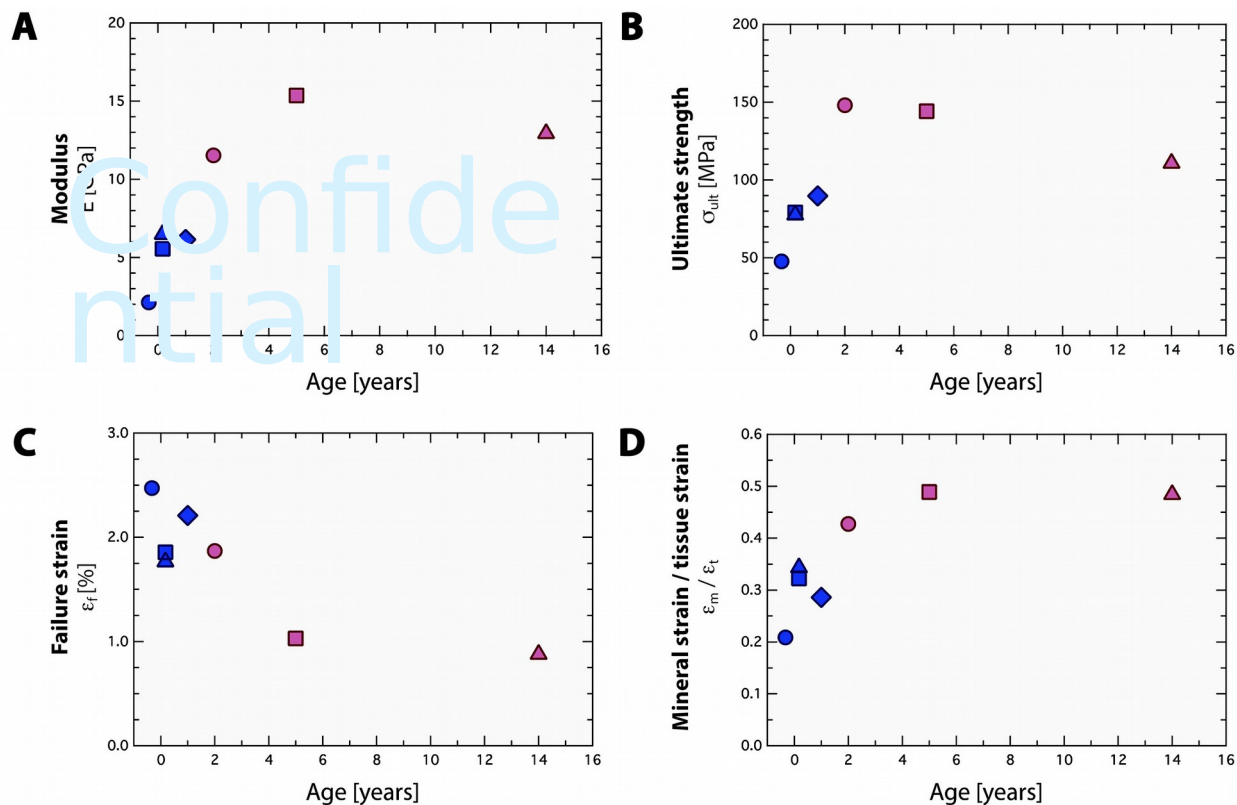 A
Modulus
E [GPa]
20
15
10
5
0
0 2 4 6 8 10 12 14 16
Age [years]
Confide
ntial
B
Ultimate strength
σult [MPa]
200
150
100
50
0
0 2 4 6 8 10 12 14 16
Age [years]
C
Failure strain
εf [%]
3.0
2.0
1.0
0.0
0 2 4 6 8 10 12 14 16
Age [years]
D
Mineral strain / tissue strain
εm / εt
0.6
0.5
0.4
0.3
0.2
0.1
0.0
0 2 4 6 8 10 12 14 16
Age [years]